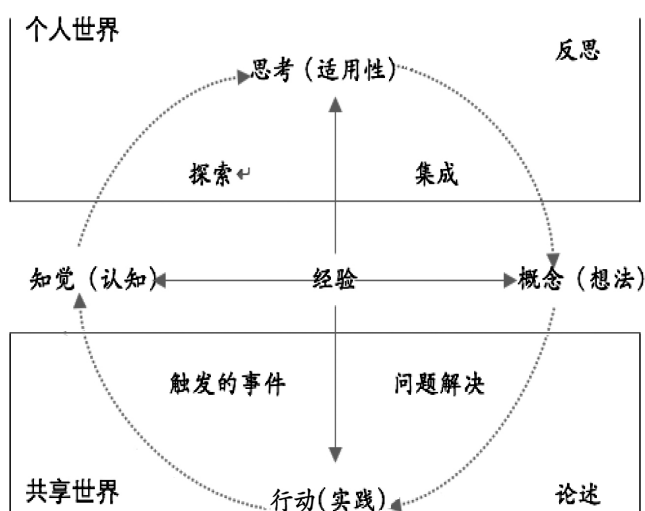 个人世界
反思
思考（适用性）
探索↵
集成
知觉（认知）
经验
概念（想法）
触发的事件
问题解决
共享世界
行动(实践)
论述